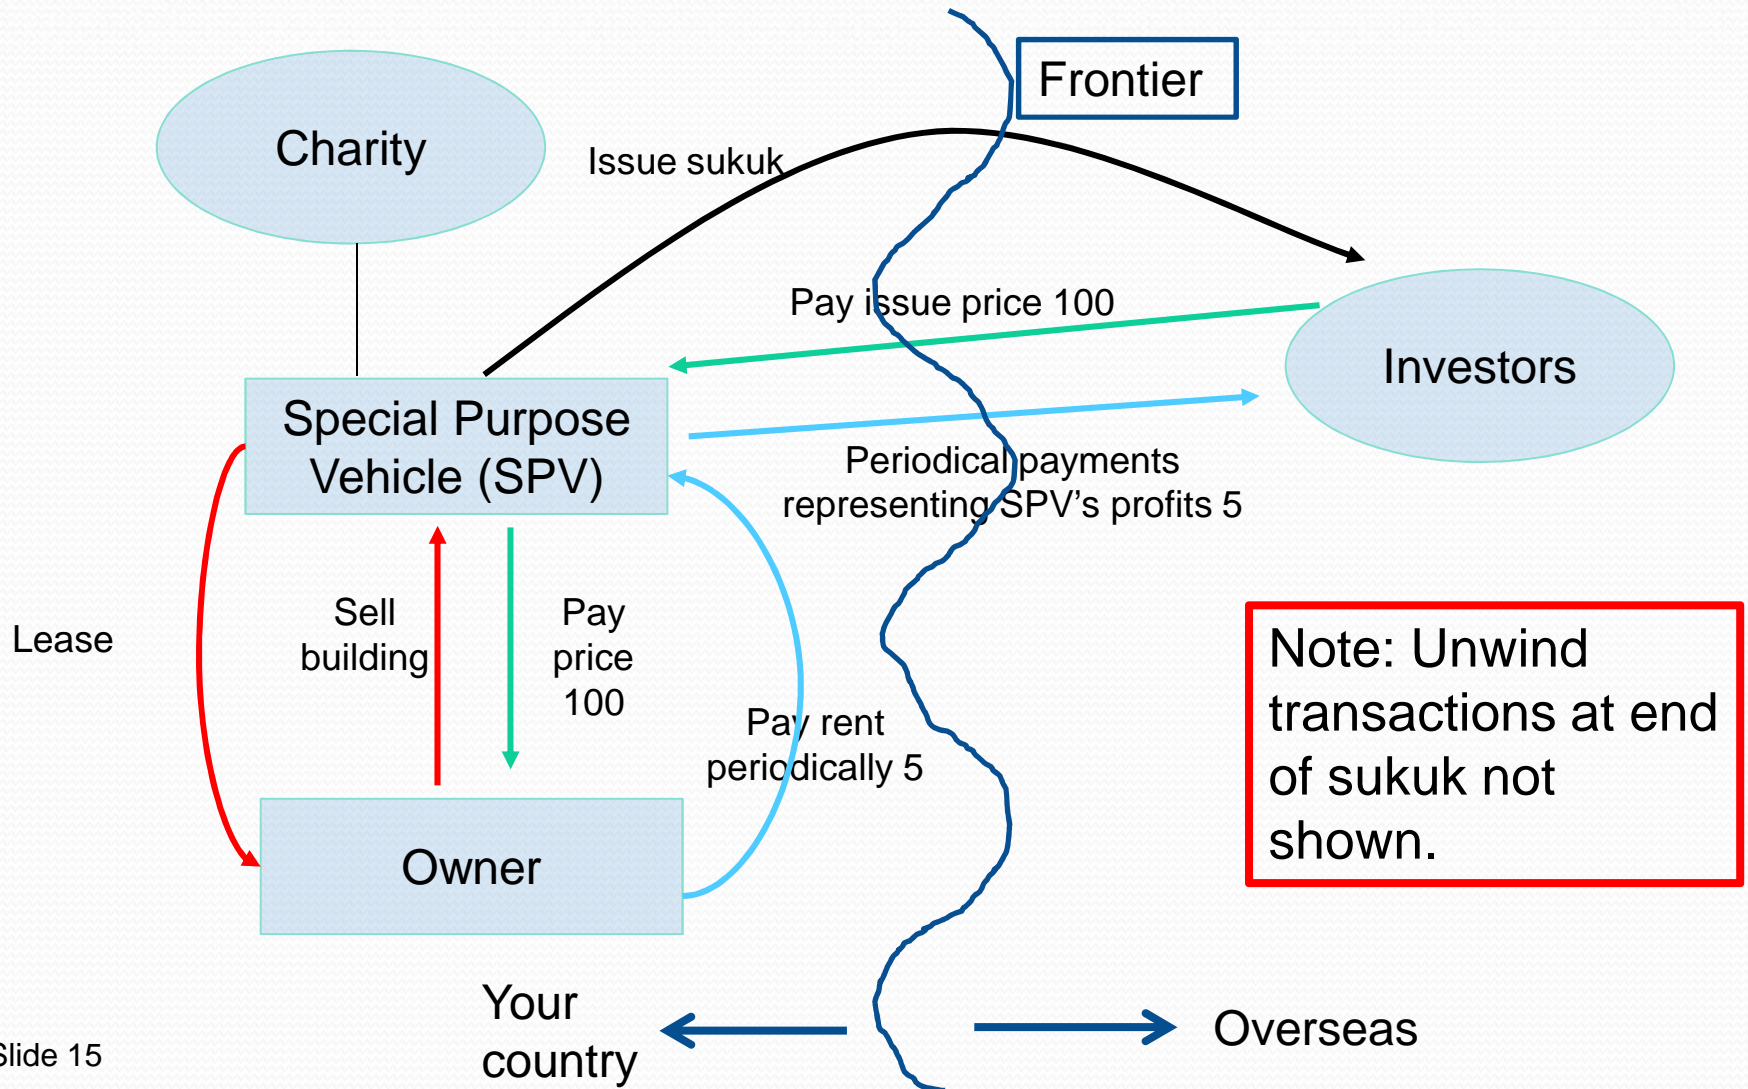 Frontier
Charity
Issue sukuk
Pay issue price 100
Investors
Special Purpose
Vehicle (SPV)
Periodical payments
representing SPV’s profits 5
Lease
Sell
building
Pay
price
100
Pay rent
periodically 5
Note: Unwind
transactions at end
of sukuk not
shown.
Owner
Your
country
Overseas
Slide 15